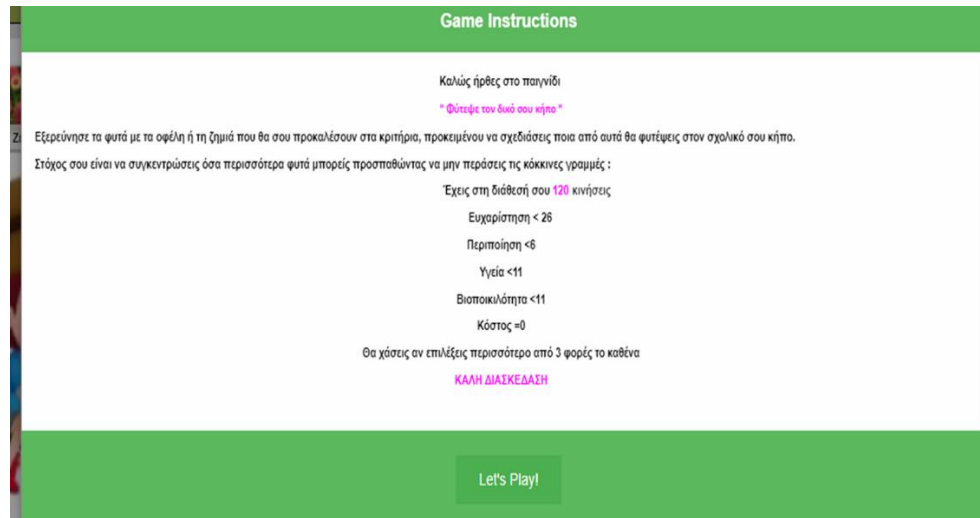 Game Instructions
Καλώς ήρθες στο παιγνίδι
" Φύτεψε τον δικό σου κήπο "
Εξερεύνησε τα φυτά με τα οφέλη ή τη ζημιά που θα σου προκαλέσουν στα κριτήρια, προκειμένου να σχεδιάσεις ποια από αυτά θα φυτέψεις στον σχολικό σου κήπο.
Στόχος σου είναι να συγκεντρώσεις όσα περισσότερα φυτά μπορείς προσπαθώντας να μην περάσεις τις κόκκινες γραμμές :
Έχεις στη διάθεσή σου 120 κινήσεις
Ευχαρίστηση < 26
Περιποίηση <6
Υγεία <11
Βιοποικιλότητα <11
Κόστος =0
Θα χάσεις αν επιλέξεις περισσότερο από 3 φορές το καθένα
ΚΑΛΗ ΔΙΑΣΚΕΔΑΣΗ
Let's Play!